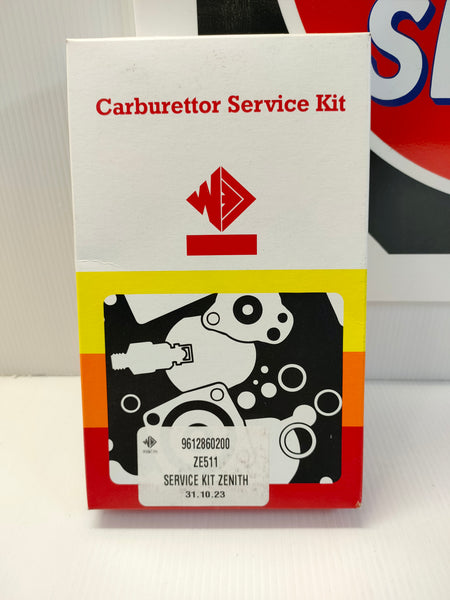 Carburettor Service Kit
9612860200
ZE511
SERVICE KIT ZENITH
31.10.23